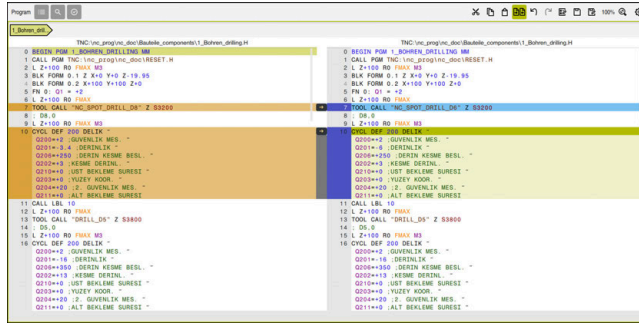 Program
100%
1_Bohren_drill...
TNC:\nc_prog\nc_doc\Bauteile_components\1_Bohren_drilling.H
0 BEGIN PGM 1_BOHREN_DRILLING MM
1 CALL PGM TNC:\nc_prog\nc_doc\RESET.H
2 L Z+100 R0 FMAX M3
3 BLK FORM 0.1 Z X+0 Y+0 Z-19.95
4 BLK FORM 0.2 X+100 Y+100 Z+0
5 FN 0: Q1 = +2
6 L Z+100 R0 FMAX
7 TOOL CALL "NC_SPOT_DRILL_D8" Z S3200
8 ; D8.0
9 L Z+100 R0 FMAX M3
10 CYCL DEF 200 DELIK ~
Q200=+2 ;GUVENLIK MES. ~
Q201=-3.4 ;DERINLIK ~
Q206=+250 ;DERIN KESME BESL. ~
Q202=+3 ;KESME DERINL. ~
Q210=+0 ;UST BEKLEME SURESI ~
Q203=+0 ;YUZEY KOOR. ~
Q204=+20 ;2. GUVENLIK MES. ~
Q211=+0 ;ALT BEKLEME SURESI
11 CALL LBL 10
12 L Z+100 R0 FMAX
13 TOOL CALL "DRILL_D5" Z S3800
14 ; D5.0
15 L Z+100 R0 FMAX M3
16 CYCL DEF 200 DELIK ~
Q200=+2 ;GUVENLIK MES. ~
Q201=-16 ;DERINLIK ~
Q206=+350 ;DERIN KESME BESL. ~
Q202=+13 ;KESME DERINL. ~
Q210=+0 ;UST BEKLEME SURESI ~
Q203=+0 ;YUZEY KOOR. ~
Q204=+20 ;2. GUVENLIK MES. ~
Q211=+0 ;ALT BEKLEME SURESI ~
TNC:\nc_prog\nc_doc\Bauteile_components\1_Bohren_drilling.H
0 BEGIN PGM 1_BOHREN_DRILLING MM
1 CALL PGM TNC:\nc_prog\nc_doc\RESET.H
2 L Z+100 R0 FMAX M3
3 BLK FORM 0.1 Z X+0 Y+0 Z-19.95
4 BLK FORM 0.2 X+100 Y+100 Z+0
5 FN 0: Q1 = +2
6 L Z+100 R0 FMAX
7 TOOL CALL "NC_SPOT_DRILL_D6" Z S3200
8 ; D8.0
9 L Z+100 R0 FMAX M3
10 CYCL DEF 200 DELIK ~
Q200=+2 ;GUVENLIK MES. ~
Q201=-6 ;DERINLIK ~
Q206=+250 ;DERIN KESME BESL. ~
Q202=+3 ;KESME DERINL. ~
Q210=+0 ;UST BEKLEME SURESI ~
Q203=+0 ;YUZEY KOOR. ~
Q204=+20 ;2. GUVENLIK MES. ~
Q211=+0 ;ALT BEKLEME SURESI
11 CALL LBL 10
12 L Z+100 R0 FMAX
13 TOOL CALL "DRILL_D5" Z S3800
14 ; D5.0
15 L Z+100 R0 FMAX M3
16 CYCL DEF 200 DELIK ~
Q200=+2 ;GUVENLIK MES. ~
Q201=-16 ;DERINLIK ~
Q206=+350 ;DERIN KESME BESL. ~
Q202=+13 ;KESME DERINL. ~
Q210=+0 ;UST BEKLEME SURESI ~
Q203=+0 ;YUZEY KOOR. ~
Q204=+20 ;2. GUVENLIK MES. ~
Q211=+0 ;ALT BEKLEME SURESI ~